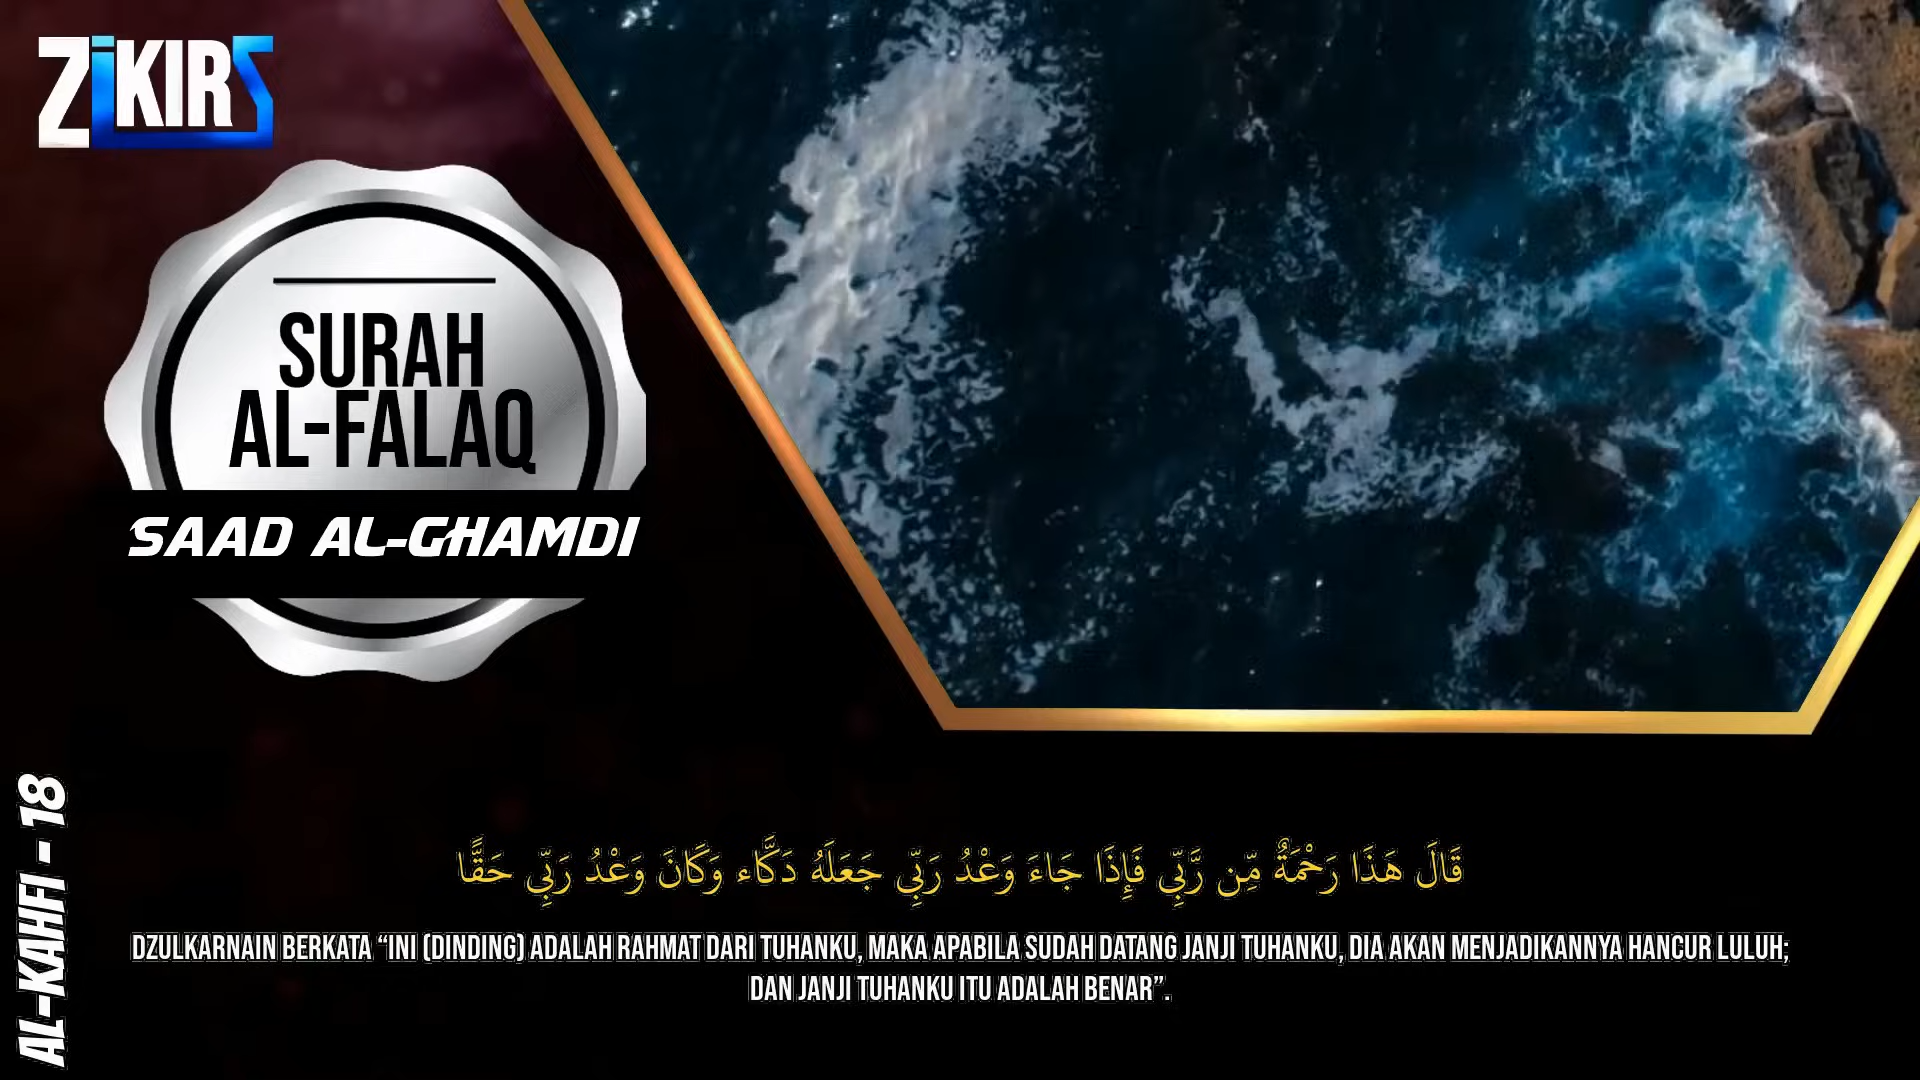 ZiKIRS
SURAH
AL-FALAQ
SAAD AL-GHAMDI
AL-KAHFI - 18
قَالَ هَذَا رَحْمَةٌ مِّن رَّبِّي فَإِذَا جَاءَ وَعْدُ رَبِّي جَعَلَهُ دَكَّاء وَكَانَ وَعْدُ رَبِّي حَقًّا
DZULKARNAIN BERKATA “INI (DINDING) ADALAH RAHMAT DARI TUHANKU, MAKA APABILA SUDAH DATANG JANJI TUHANKU, DIA AKAN MENJADIKANNYA HANCUR LULUH;
DAN JANJI TUHANKU ITU ADALAH BENAR”.